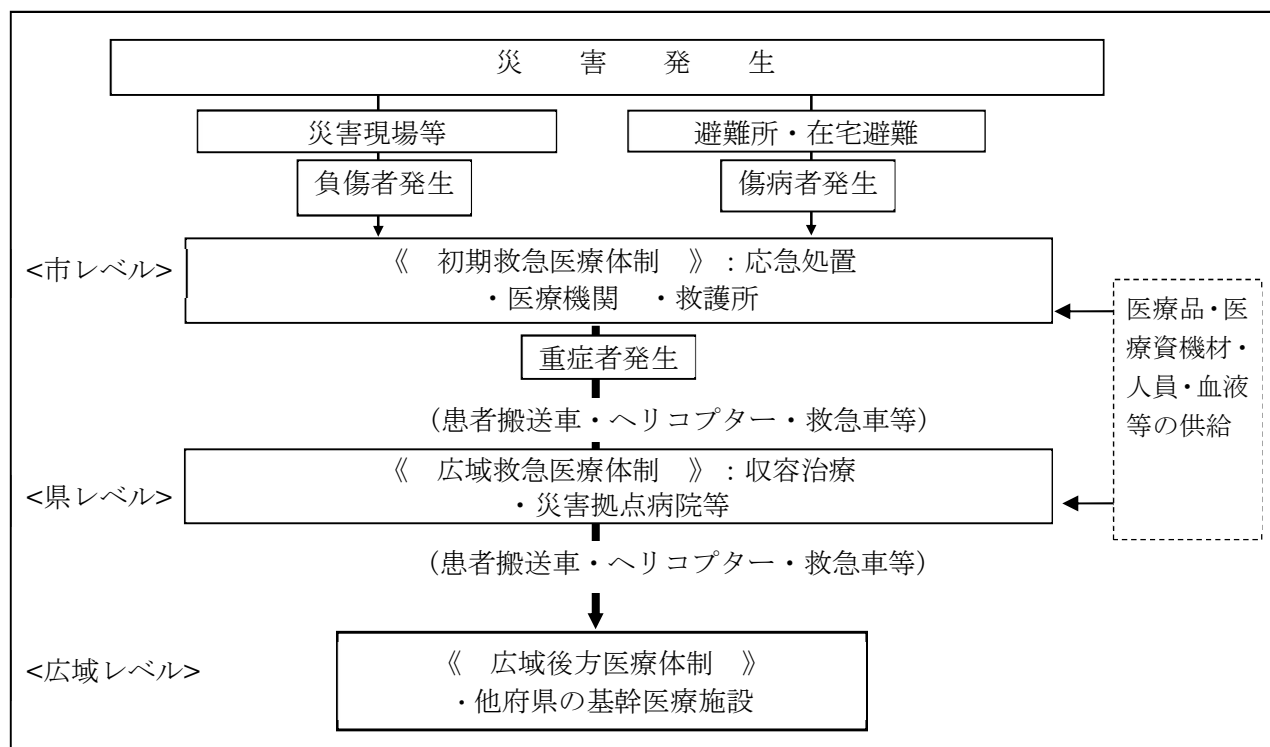 災　害　発　生
災害現場等
避難所・在宅避難
負傷者発生
傷病者発生
<市レベル>
《　初期救急医療体制　》：応急処置
・医療機関　・救護所
医療品・医
療資機材・
人員・血液
等の供給
重症者発生
（患者搬送車・ヘリコプター・救急車等）
<県レベル>
《　広域救急医療体制　》：収容治療
・災害拠点病院等
（患者搬送車・ヘリコプター・救急車等）
<広域レベル>
《　広域後方医療体制　》
・他府県の基幹医療施設